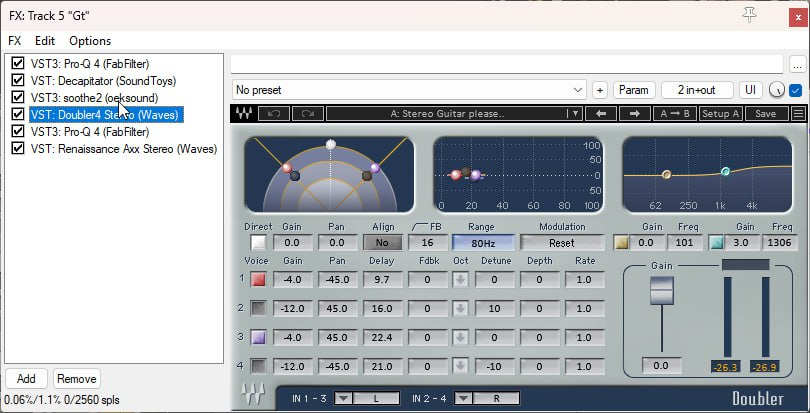 FX: Track 5 "Gt"
FX Edit Options
VST3: Pro-Q 4 (FabFilter)
VST: Decapitator (SoundToys)
VST3: soothe2 (oeksound)
VST: Doubler4 Stereo (Waves)
VST3: Pro-Q 4 (FabFilter)
VST: Renaissance Axx Stereo (Waves)
Add Remove
0.06%/1.1% 0/2560 spls
...
No preset + Param 2 in+out UI
A: Stereo Guitar please.. A → B Setup A Save
100
50
0
50
100
0 20 40 60 80
62 250 1k 4k
Direct Gain Pan Align FB Range Modulation Gain Freq Gain Freq
0.0 0.0 No 16 80Hz Reset 0.0 101 3.0 1306
Voice Gain Pan Delay Fdbk Oct Detune Depth Rate
1 -4.0 -45.0 9.7 0 0 0 1.0
2 -12.0 45.0 16.0 0 10 0 1.0
3 -4.0 45.0 22.4 0 0 0 1.0
4 -12.0 -45.0 21.0 0 -10 0 1.0
Gain
0.0 -26.3 -26.9
IN 1 - 3 L IN 2 - 4 R Doubler